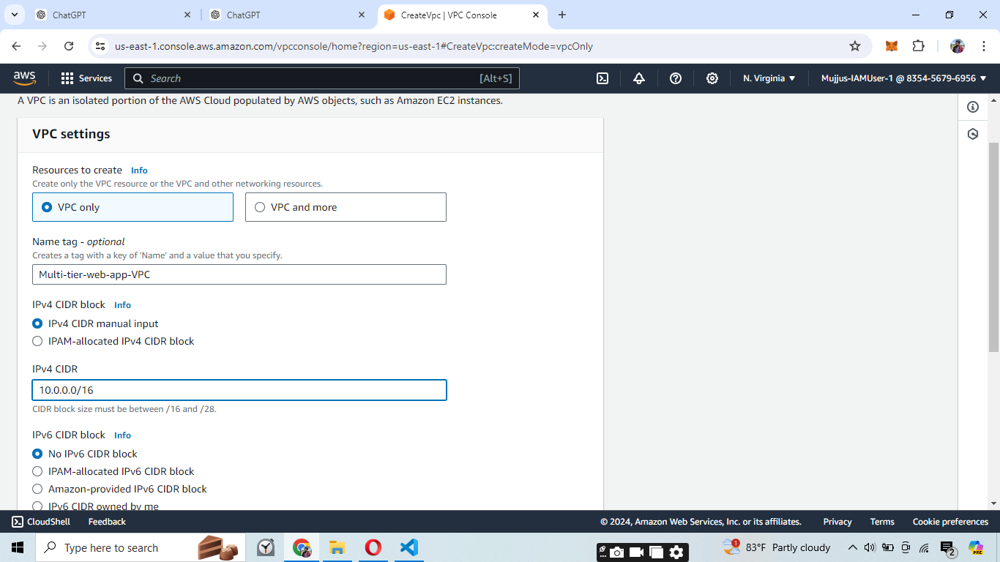 ChatGPT
ChatGPT
CreateVpc | VPC Console
us-east-1.console.aws.amazon.com/vpcconsole/home?region=us-east-1#CreateVpc:createMode=vpcOnly
aws
Services
Search
[Alt+S]
N. Virginia
Mujjus-IAMUser-1 @ 8354-5679-6956
A VPC is an isolated portion of the AWS Cloud populated by AWS objects, such as Amazon EC2 instances.
VPC settings
Resources to create Info
Create only the VPC resource or the VPC and other networking resources.
VPC only
VPC and more
Name tag - optional
Creates a tag with a key of 'Name' and a value that you specify.
Multi-tier-web-app-VPC
IPv4 CIDR block Info
IPv4 CIDR manual input
IPAM-allocated IPv4 CIDR block
IPv4 CIDR
10.0.0.0/16
CIDR block size must be between /16 and /28.
IPv6 CIDR block Info
No IPv6 CIDR block
IPAM-allocated IPv6 CIDR block
Amazon-provided IPv6 CIDR block
IPv6 CIDR owned by me
CloudShell
Feedback
© 2024, Amazon Web Services, Inc. or its affiliates.
Privacy
Terms
Cookie preferences
Type here to search
1
83°F Partly cloudy
2
PRE